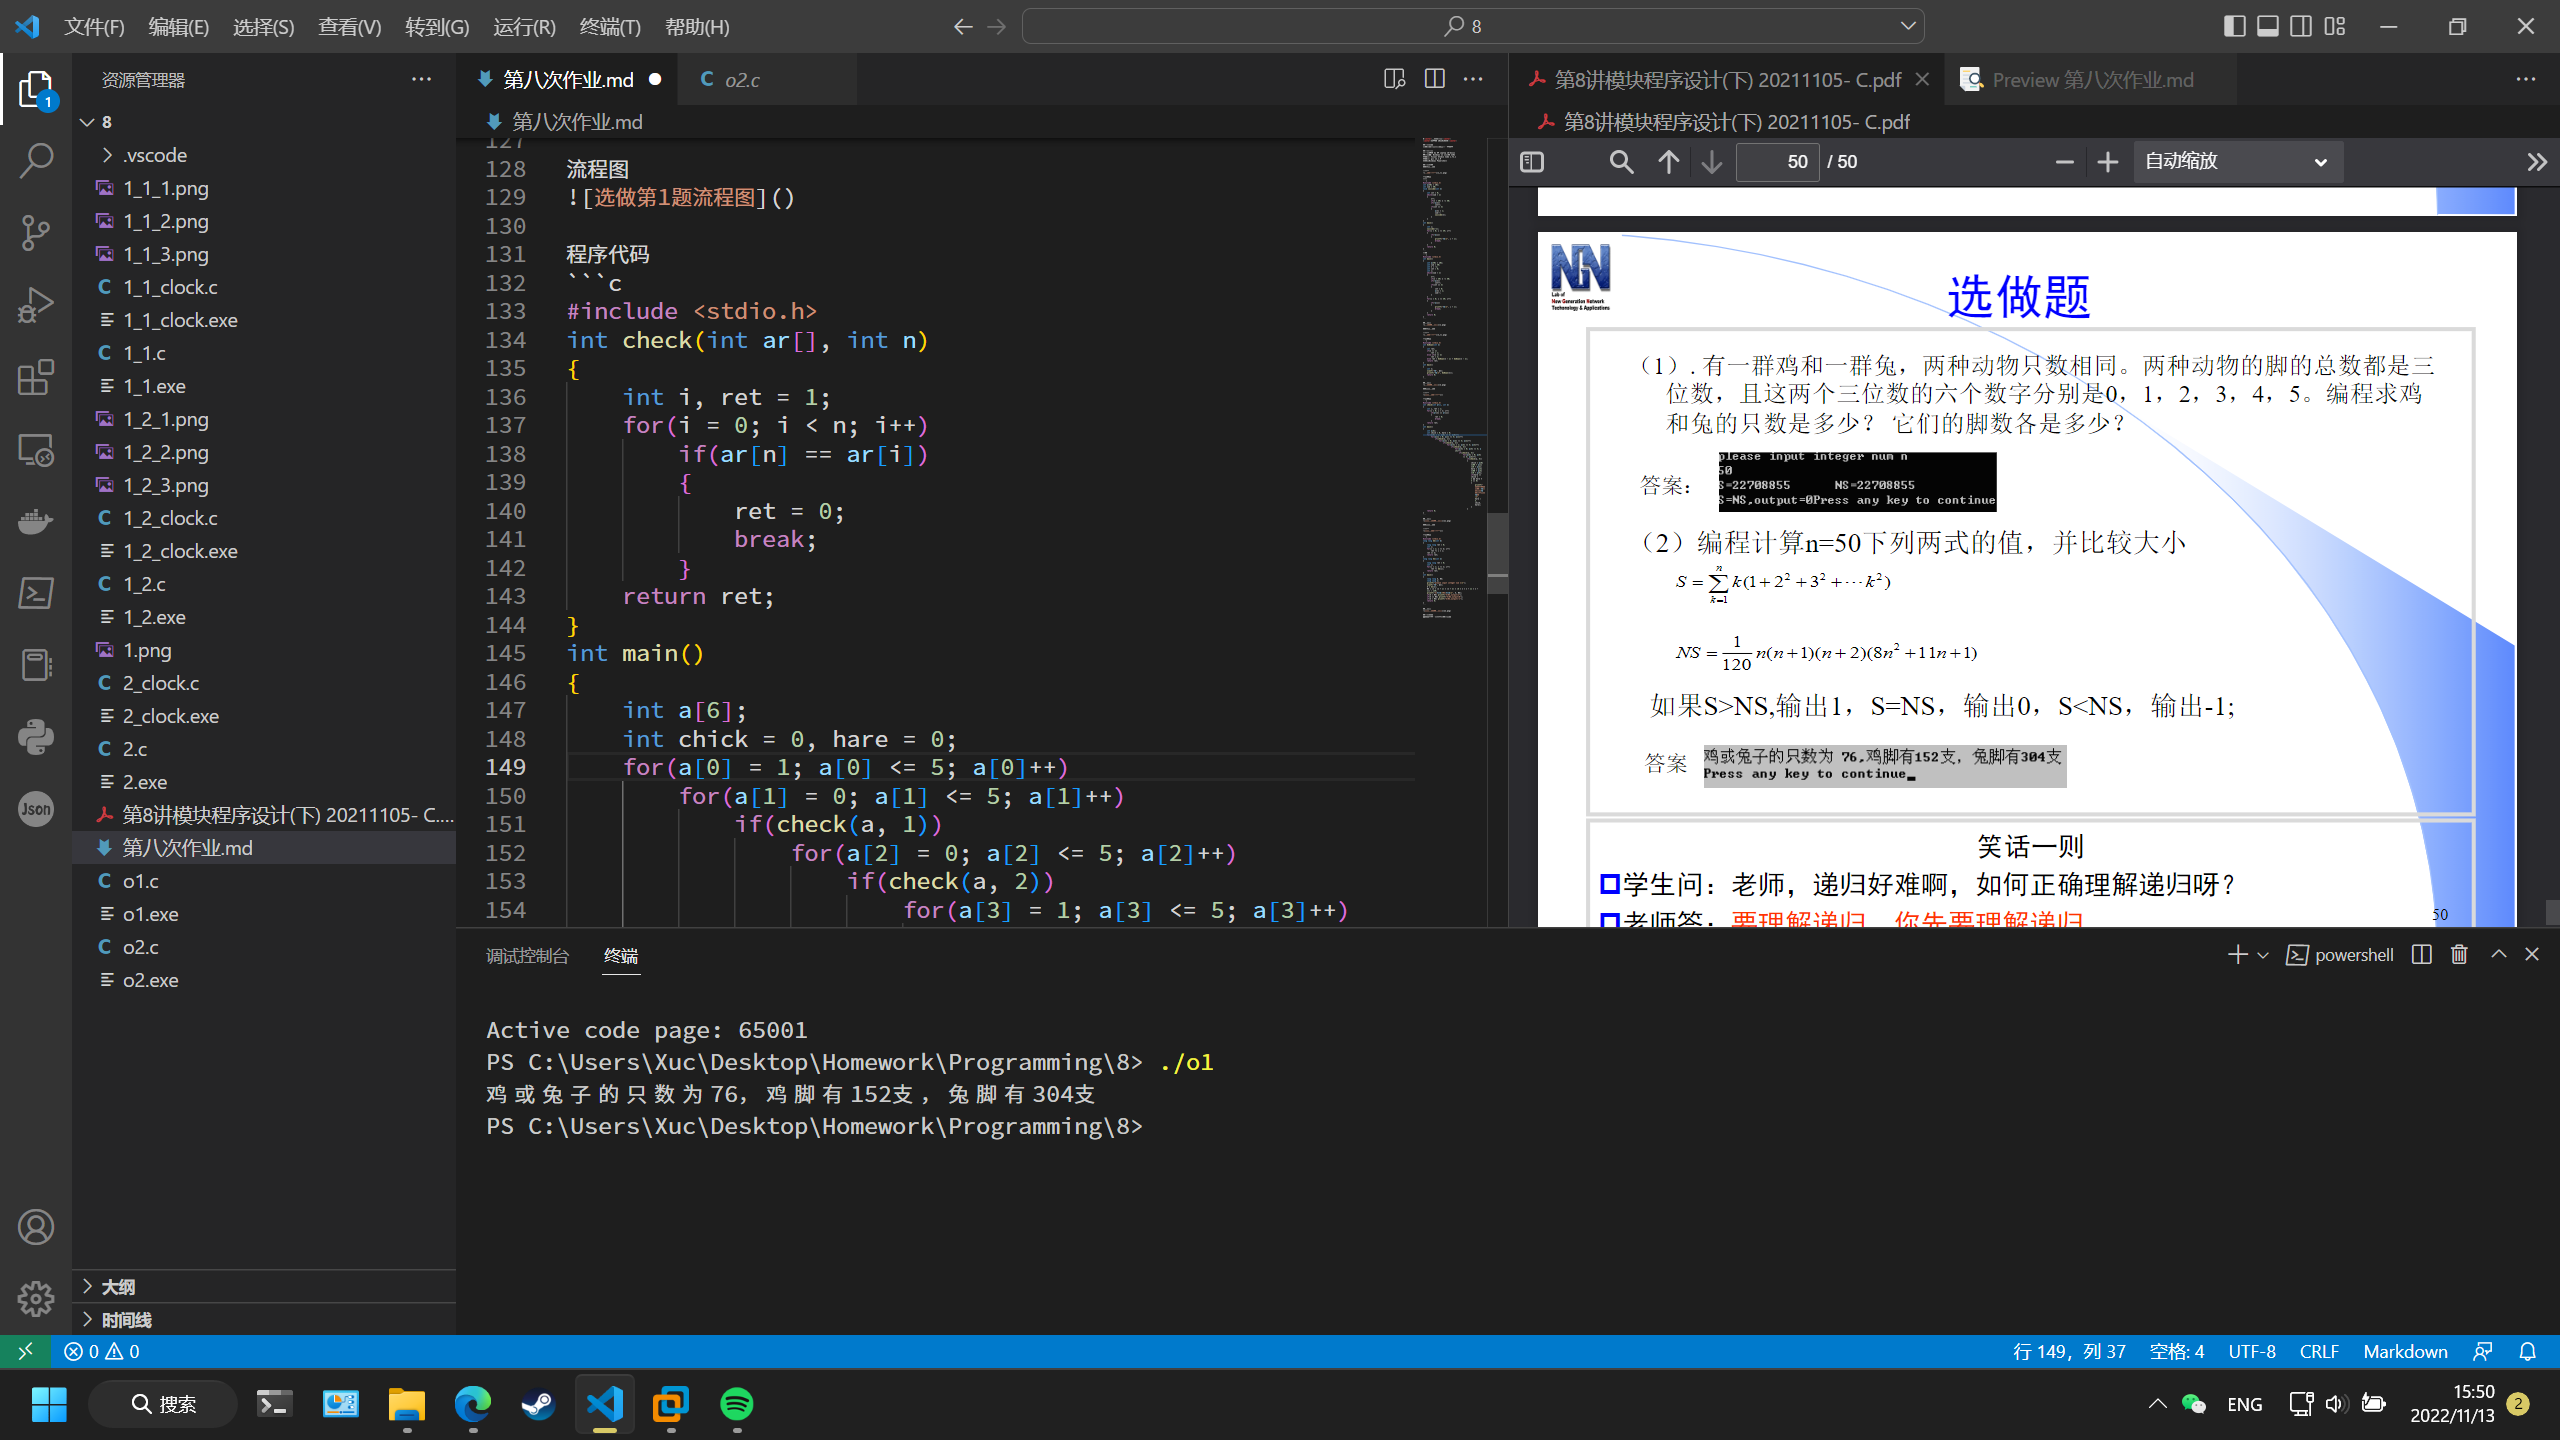 文件(F) 编辑(E) 选择(S) 查看(V) 转到(G) 运行(R) 终端(T) 帮助(H)
8
资源管理器
8
.vscode
1_1_1.png
1_1_2.png
1_1_3.png
1_1_clock.c
1_1_clock.exe
1_1.c
1_1.exe
1_2_1.png
1_2_2.png
1_2_3.png
1_2_clock.c
1_2_clock.exe
1_2.c
1_2.exe
1.png
2_clock.c
2_clock.exe
2.c
2.exe
第8讲模块程序设计(下) 20211105- C....
第八次作业.md
o1.c
o1.exe
o2.c
o2.exe
大纲
时间线
1
Json
第八次作业.md
o2.c
第八次作业.md
127
128 流程图
129 ![选做第1题流程图]()
130
131 程序代码
132 ```c
133 #include <stdio.h>
134 int check(int ar[], int n)
135 {
136 int i, ret = 1;
137 for(i = 0; i < n; i++)
138 if(ar[n] == ar[i])
139 {
140 ret = 0;
141 break;
142 }
143 return ret;
144 }
145 int main()
146 {
147 int a[6];
148 int chick = 0, hare = 0;
149 for(a[0] = 1; a[0] <= 5; a[0]++)
150 for(a[1] = 0; a[1] <= 5; a[1]++)
151 if(check(a, 1))
152 for(a[2] = 0; a[2] <= 5; a[2]++)
153 if(check(a, 2))
154 for(a[3] = 1; a[3] <= 5; a[3]++)
第8讲模块程序设计(下) 20211105- C.pdf
Preview 第八次作业.md
第8讲模块程序设计(下) 20211105- C.pdf
50 / 50
自动缩放
Lab of
New Generation Network
Technology & Applications
选做题
（1）. 有一群鸡和一群兔，两种动物只数相同。两种动物的脚的总数都是三
位数，且这两个三位数的六个数字分别是0，1，2，3，4，5。编程求鸡
和兔的只数是多少？ 它们的脚数各是多少？
答案：
please input integer num n
50
S=22708855 NS=22708855
S=NS,output=0Press any key to continue
（2）编程计算n=50下列两式的值，并比较大小
S = ∑_{k=1}^{n} k(1+2²+3²+⋯k²)
NS = 1/120 n(n+1)(n+2)(8n²+11n+1)
如果S>NS,输出1，S=NS，输出0，S<NS，输出-1;
答案
鸡或兔子的只数为 76,鸡脚有152支，兔脚有304支
Press any key to continue_
笑话一则
学生问：老师，递归好难啊，如何正确理解递归呀？
老师答：要理解递归，你先要理解递归
50
调试控制台 终端
powershell
Active code page: 65001
PS C:\Users\Xuc\Desktop\Homework\Programming\8> ./o1
鸡或兔子的只数为76, 鸡脚有152支, 兔脚有304支
PS C:\Users\Xuc\Desktop\Homework\Programming\8>
0 0
行 149，列 37 空格: 4 UTF-8 CRLF Markdown
搜索
ENG
15:50
2022/11/13
2